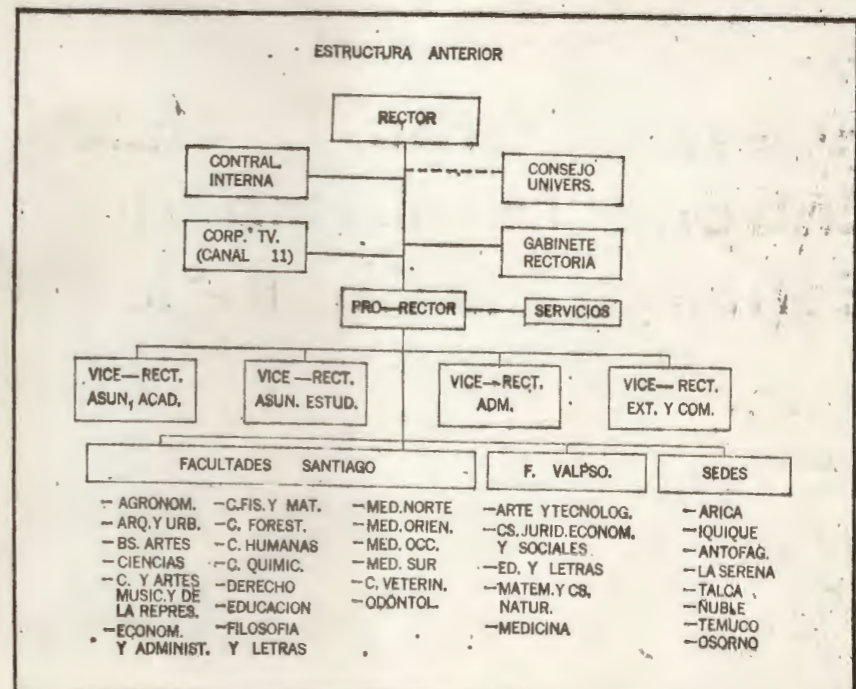 ESTRUCTURA ANTERIOR
RECTOR
CONTRAL.
INTERNA
CONSEJO
UNIVERS.
CORP. TV.
(CANAL 11)
GABINETE
RECTORIA
PRO-RECTOR
SERVICIOS
VICE-RECT.
ASUN, ACAD.
VICE-RECT.
ASUN. ESTUD.
VICE-RECT.
ADM.
VICE-RECT.
EXT. Y COM.
FACULTADES SANTIAGO
- AGRONOM.
- ARQ. Y URB.
- BS. ARTES
- CIENCIAS
- C. Y ARTES
MUSIC. Y DE
LA REPRES.
- ECONOM.
Y ADMINIST.
- C.FIS. Y MAT.
- C. FOREST.
- C. HUMANAS
- C. QUIMIC.
- DERECHO
- EDUCACION
- FILOSOFIA
Y LETRAS
- MED. NORTE
- MED. ORIEN.
- MED. OCC.
- MED. SUR
- C. VETERIN.
- ODONTOL.
F. VALPSO.
- ARTE Y TECNOLOG.
- CS. JURID. ECONOM.
Y SOCIALES
- ED. Y LETRAS
- MATEM. Y CS.
NATUR.
- MEDICINA
SEDES
- ARICA
- IQUIQUE
- ANTOFAG.
- LA SERENA
- TALCA
- ÑUBLE
- TEMUCO
- OSORNO